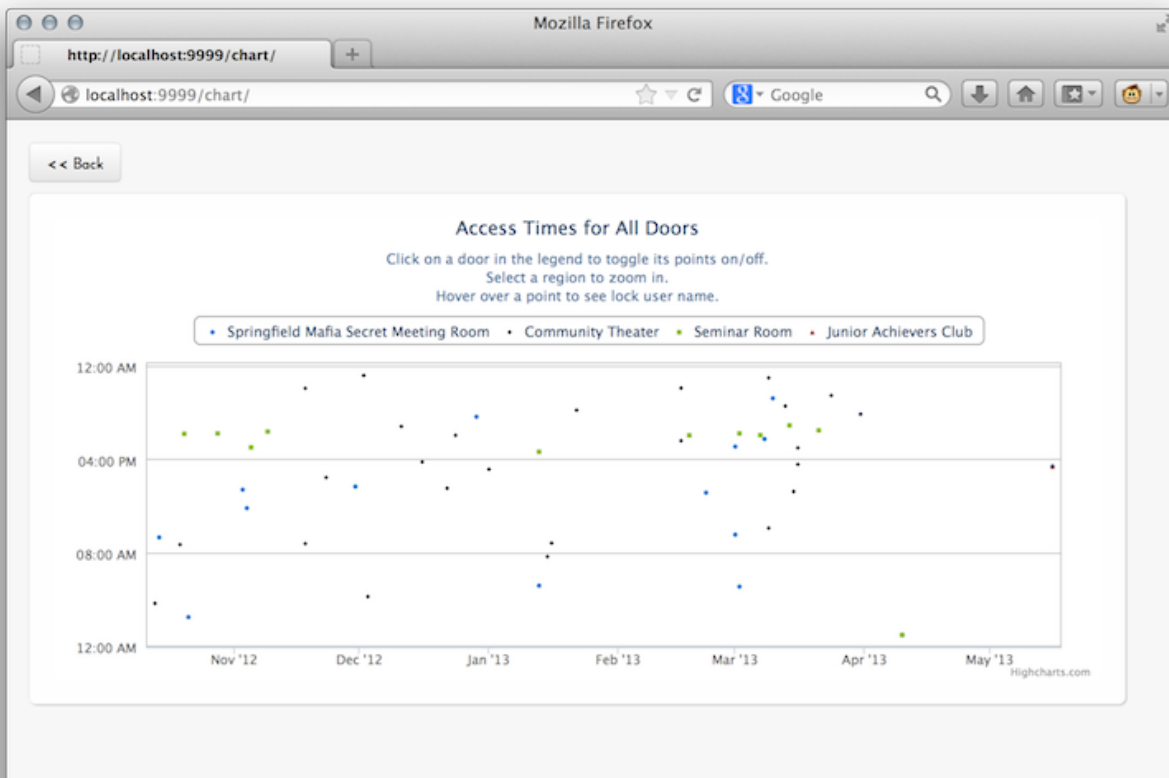 Mozilla Firefox
http://localhost:9999/chart/
localhost:9999/chart/
Google
<< Back
Access Times for All Doors
Click on a door in the legend to toggle its points on/off.
Select a region to zoom in.
Hover over a point to see lock user name.
Springfield Mafia Secret Meeting Room Community Theater Seminar Room Junior Achievers Club
12:00 AM
04:00 PM
08:00 AM
12:00 AM
Nov '12 Dec '12 Jan '13 Feb '13 Mar '13 Apr '13 May '13
Highcharts.com